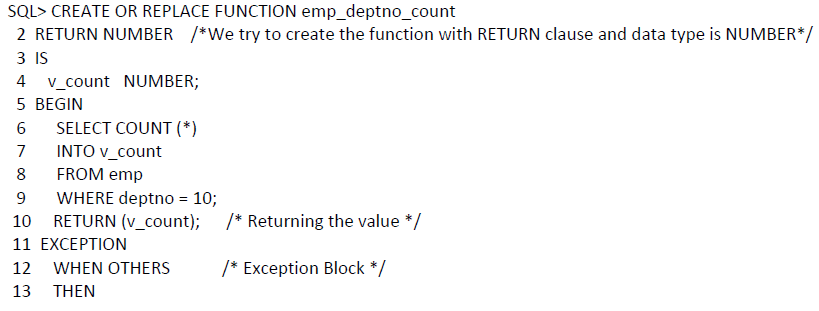 SQL> CREATE OR REPLACE FUNCTION emp_deptno_count
2 RETURN NUMBER /*We try to create the function with RETURN clause and data type is NUMBER*/
3 IS
4 v_count NUMBER;
5 BEGIN
6 SELECT COUNT (*)
7 INTO v_count
8 FROM emp
9 WHERE deptno = 10;
10 RETURN (v_count); /* Returning the value */
11 EXCEPTION
12 WHEN OTHERS /* Exception Block */
13 THEN